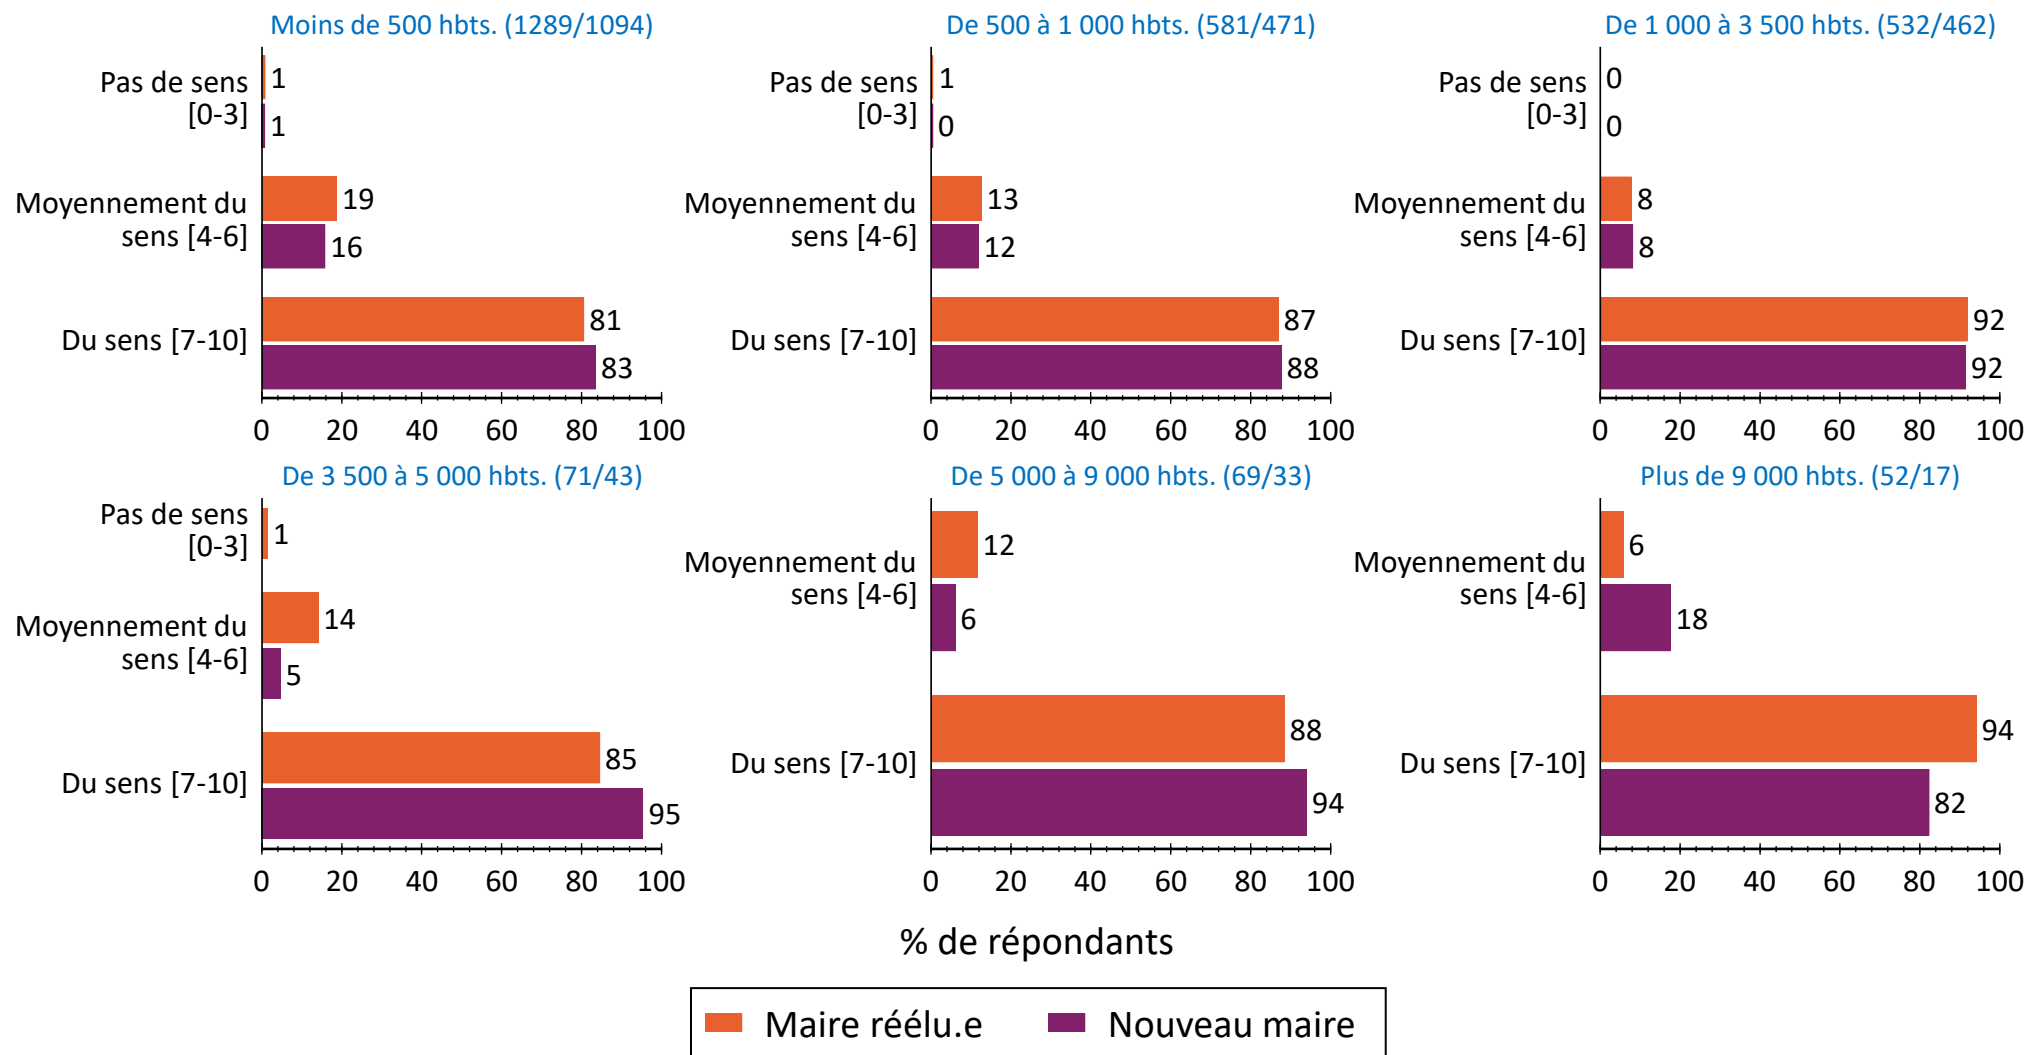 Moins de 500 hbts. (1289/1094)
Pas de sens
[0-3]
1
1
Moyennement du
sens [4-6]
19
16
Du sens [7-10]
81
83
0 20 40 60 80 100
De 500 à 1 000 hbts. (581/471)
Pas de sens
[0-3]
1
0
Moyennement du
sens [4-6]
13
12
Du sens [7-10]
87
88
0 20 40 60 80 100
De 1 000 à 3 500 hbts. (532/462)
Pas de sens
[0-3]
0
0
Moyennement du
sens [4-6]
8
8
Du sens [7-10]
92
92
0 20 40 60 80 100
De 3 500 à 5 000 hbts. (71/43)
Pas de sens
[0-3]
1
Moyennement du
sens [4-6]
14
5
Du sens [7-10]
85
95
0 20 40 60 80 100
De 5 000 à 9 000 hbts. (69/33)
Moyennement du
sens [4-6]
12
6
Du sens [7-10]
88
94
0 20 40 60 80 100
Plus de 9 000 hbts. (52/17)
Moyennement du
sens [4-6]
6
18
Du sens [7-10]
94
82
0 20 40 60 80 100
% de répondants
Maire réélu.e Nouveau maire